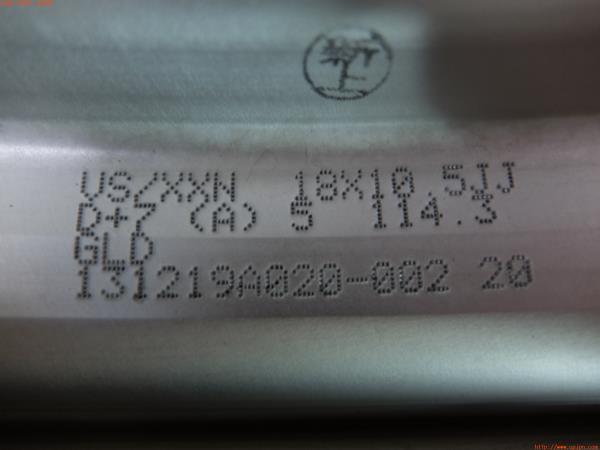 VS/XXN 18X10.5JJ
D+7 (A) 5 114.3
GLD
131219A020-002 20